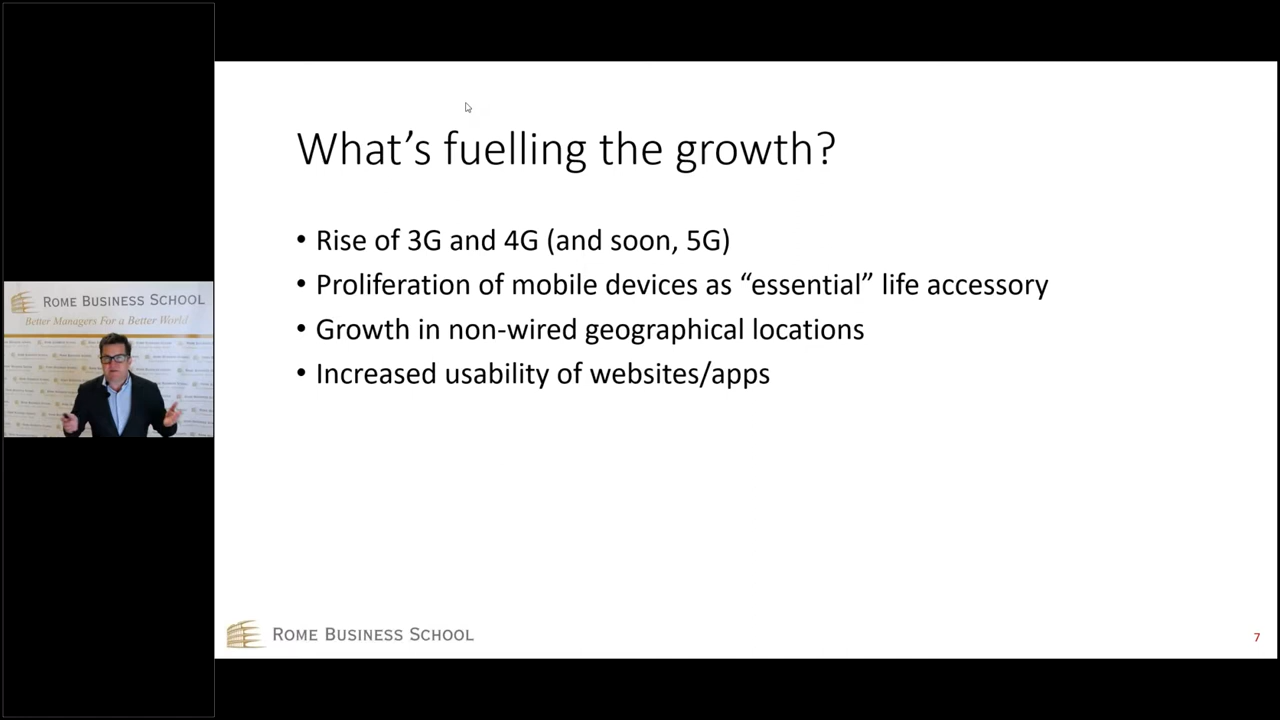 What’s fuelling the growth?
• Rise of 3G and 4G (and soon, 5G)
• Proliferation of mobile devices as “essential” life accessory
• Growth in non-wired geographical locations
• Increased usability of websites/apps
ROME BUSINESS SCHOOL
7
ROME BUSINESS SCHOOL
Better Managers For a Better World